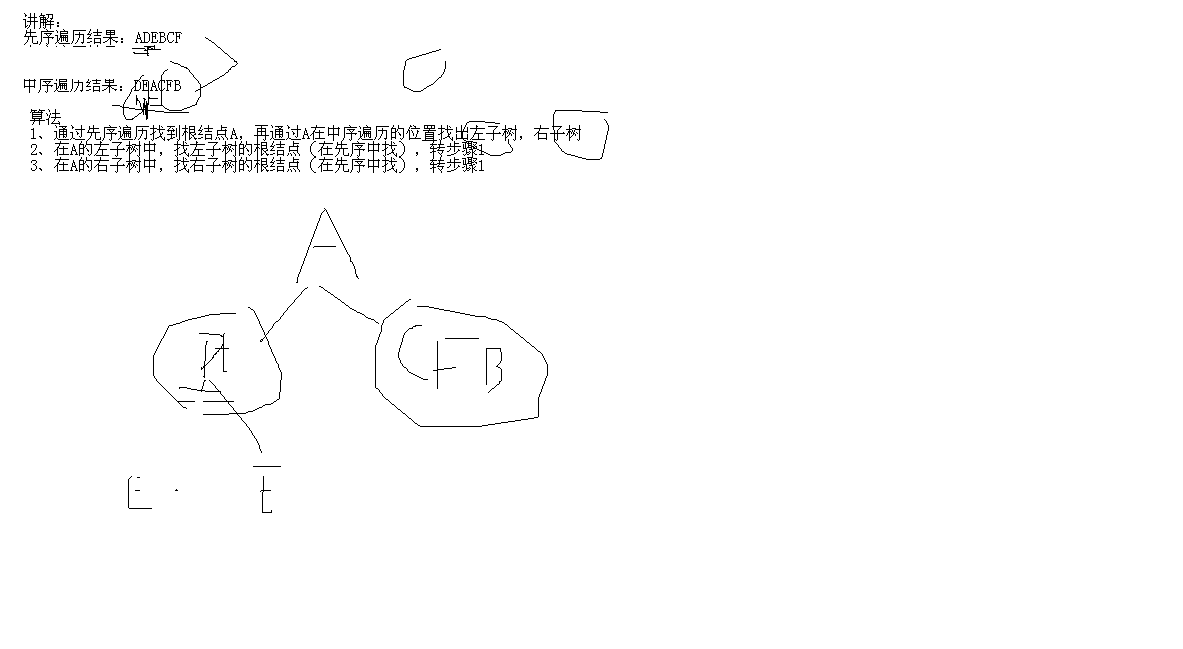 讲解：
先序遍历结果：ADEBCF
中序遍历结果：DEACFB
算法
1、通过先序遍历找到根结点A，再通过A在中序遍历的位置找出左子树，右子树
2、在A的左子树中，找左子树的根结点（在先序中找），转步骤1
3、在A的右子树中，找右子树的根结点（在先序中找），转步骤1
A
CFB
E E